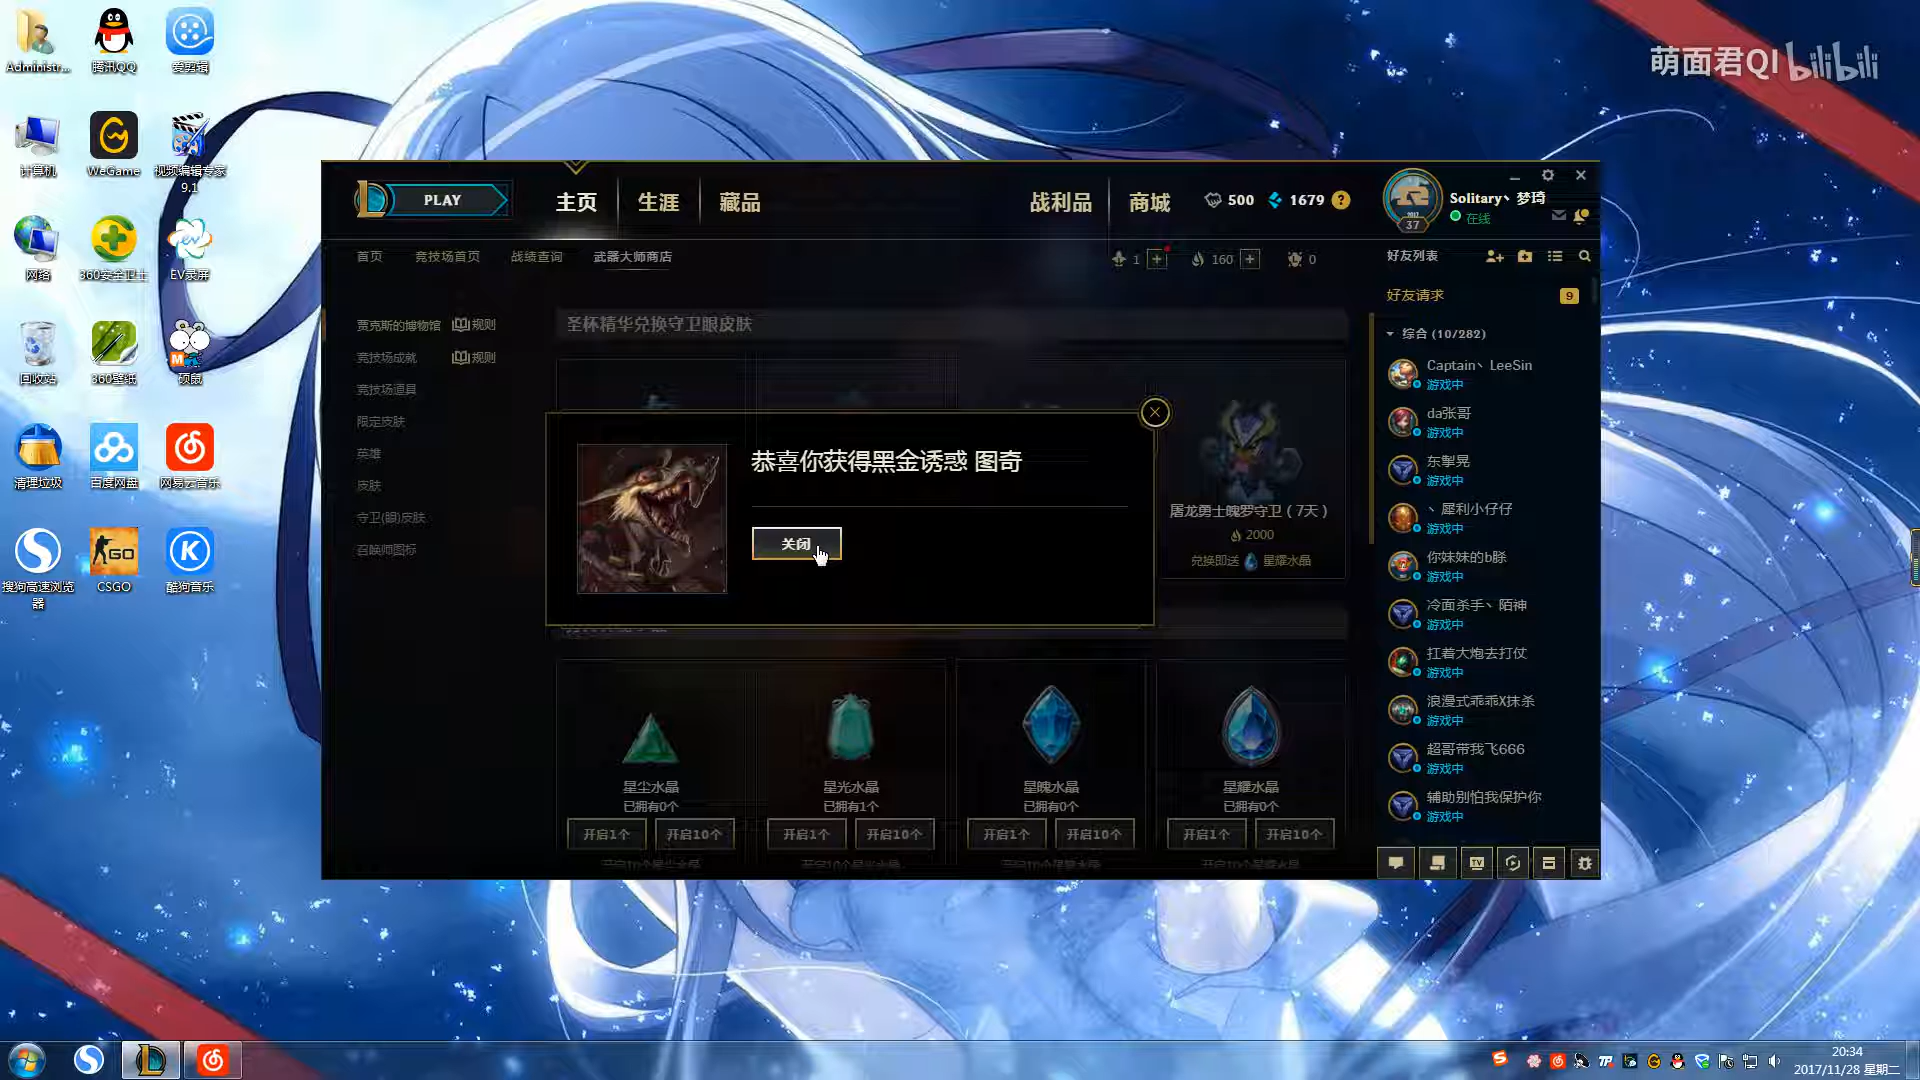 Administr...
腾讯QQ
爱剪辑
萌面君QI bilibili
计算机
WeGame
视频编辑专家
9.1
网络
360安全卫士
EV录屏
回收站
360壁纸
硕鼠
清理垃圾
百度网盘
网易云音乐
搜狗高速浏览
器
GO
CSGO
酷狗音乐
PLAY
主页
生涯
藏品
战利品
商城
500
1679
?
37
Solitary丶梦琦
在线
首页
竞技场首页
战绩查询
武器大师商店
1
160
0
好友列表
好友请求
9
贾克斯的博物馆
规则
竞技场成就
规则
竞技场道具
限定皮肤
英雄
皮肤
守卫(眼)皮肤
召唤师图标
圣杯精华兑换守卫眼皮肤
恭喜你获得黑金诱惑 图奇
关闭
屠龙勇士魄罗守卫（7天）
2000
兑换即送
星耀水晶
星尘水晶
已拥有0个
开启1个
开启10个
星光水晶
已拥有1个
开启1个
开启10个
星魄水晶
已拥有0个
开启1个
开启10个
星耀水晶
已拥有0个
开启1个
开启10个
综合 (10/282)
Captain丶LeeSin
游戏中
da张哥
游戏中
东掣晃
游戏中
丶犀利小仔仔
游戏中
你妹妹的b脎
游戏中
冷面杀手丶陌神
游戏中
扛着大炮去打仗
游戏中
浪漫式乖乖X抹杀
游戏中
超哥带我飞666
游戏中
辅助别怕我保护你
游戏中
TV
20:34
2017/11/28 星期二